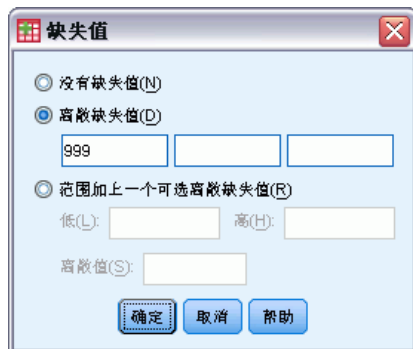 缺失值
没有缺失值(N)
离散缺失值(D)
999
范围加上一个可选离散缺失值(R)
低(L): 高(H):
离散值(S):
确定 取消 帮助